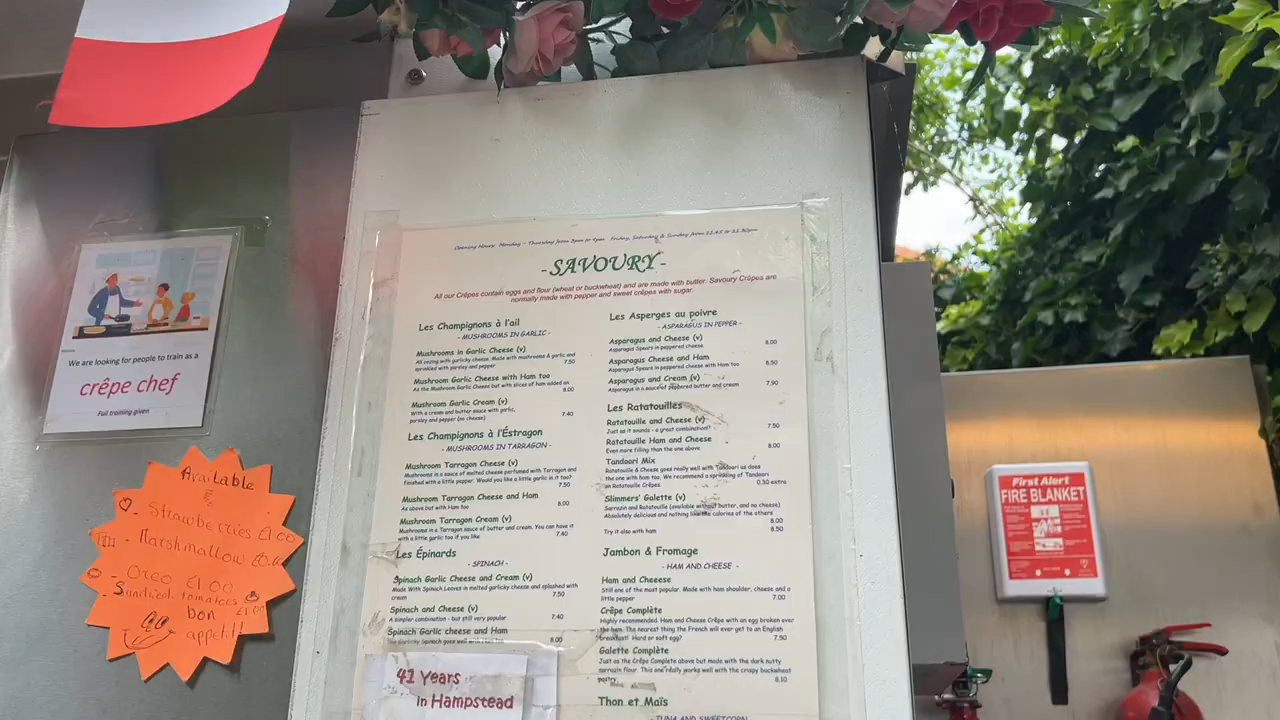 Opening Hours: Monday - Thursday from 3pm to 9pm Friday, Saturday & Sunday from 11.45 to 11.30pm
-SAVOURY-
All our Crêpes contain eggs and flour (wheat or buckwheat) and are made with butter. Savoury Crêpes are
normally made with pepper and sweet crêpes with sugar.
Les Champignons à l'ail
- MUSHROOMS IN GARLIC -
Mushrooms in Garlic Cheese (v)
All oozing with garlicky cheese. Made with mushrooms & garlic and
sprinkled with parsley and pepper 7.50
Mushroom Garlic Cheese with Ham too
As the Mushroom Garlic Cheese but with slices of ham added on
8.00
Mushroom Garlic Cream (v)
With a cream and butter sauce with garlic,
parsley and pepper (no cheese) 7.40
Les Champignons à l'Éstragon
- MUSHROOMS IN TARRAGON -
Mushroom Tarragon Cheese (v)
Mushrooms in a sauce of melted cheese perfumed with Tarragon and
finished with a little pepper. Would you like a little garlic in it too?
7.50
Mushroom Tarragon Cheese and Ham
As above but with Ham too 8.00
Mushroom Tarragon Cream (v)
Mushrooms in a Tarragon sauce of butter and cream. You can have it
with a little garlic too if you like 7.40
Les Épinards
- SPINACH -
Spinach Garlic Cheese and Cream (v)
Made With Spinach Leaves in melted garlicky cheese and splashed with
cream 7.50
Spinach and Cheese (v)
A simpler combination - but still very popular 7.40
Spinach Garlic cheese and Ham
8.00
41 Years
in Hampstead
Les Asperges au poivre
- ASPARAGUS IN PEPPER -
Asparagus and Cheese (v)
Asparagus Spears in peppered cheese 8.00
Asparagus Cheese and Ham
Asparagus Spears in peppered cheese with Ham too 8.50
Asparagus and Cream (v)
Asparagus in a sauce of peppered butter and cream 7.90
Les Ratatouilles
Ratatouille and Cheese (v)
Just as it sounds - a great combination! 7.50
Ratatouille Ham and Cheese
Even more filling than the one above 8.00
Tandoori Mix
Ratatouille & Cheese goes really well with Tandoori as does
the one with ham too. We recommend a sprinkling of Tandoori
on Ratatouille Crêpes 0.30 extra
Slimmers' Galette (v)
Sarrazin and Ratatouille (available without butter, and no cheese)
Absolutely delicious and nothing like the calories of the others
8.00
Try it also with ham 8.50
Jambon & Fromage
- HAM AND CHEESE -
Ham and Cheeese
Still one of the most popular. Made with ham shoulder, cheese and a
little pepper 7.00
Crêpe Complète
Highly recommended. Ham and Cheese Crêpe with an egg broken over
the ham. The nearest thing the French will ever get to an English
breakfast! Hard or soft egg? 7.50
Galette Complète
Just as the Crêpe Complete above but made with the dark nutty
sarrazin flour. This one really works well with the crispy buckwheat
pastry. 8.10
Thon et Maïs
- TUNA AND SWEETCORN
We are looking for people to train as a
crêpe chef
Full training given
Available
- Strawberries £1.00
- Marshmallow
- Oreo £1.00
- Sundried tomatoes £1.00
bon
appetit!
First Alert
FIRE BLANKET